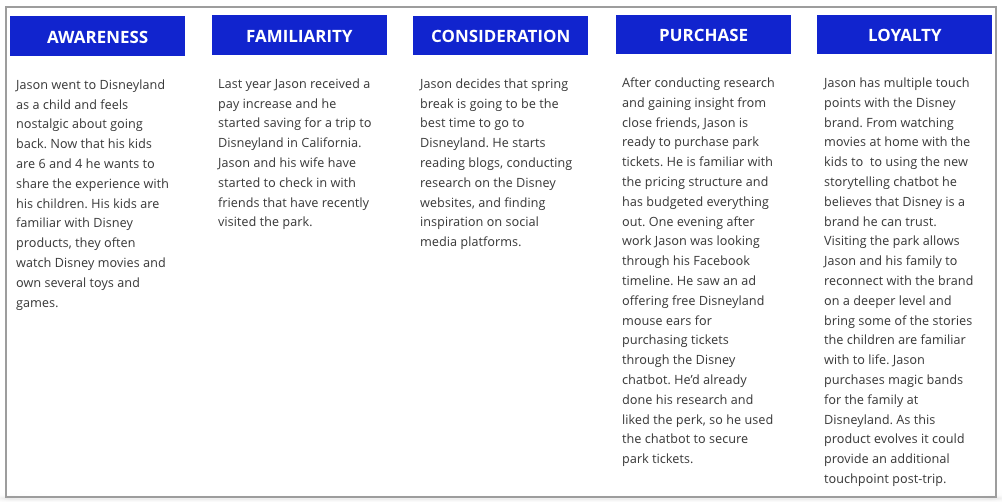 AWARENESS
Jason went to Disneyland
as a child and feels
nostalgic about going
back. Now that his kids
are 6 and 4 he wants to
share the experience with
his children. His kids are
familiar with Disney
products, they often
watch Disney movies and
own several toys and
games.
FAMILIARITY
Last year Jason received a
pay increase and he
started saving for a trip to
Disneyland in California.
Jason and his wife have
started to check in with
friends that have recently
visited the park.
CONSIDERATION
Jason decides that spring
break is going to be the
best time to go to
Disneyland. He starts
reading blogs, conducting
research on the Disney
websites, and finding
inspiration on social
media platforms.
PURCHASE
After conducting research
and gaining insight from
close friends, Jason is
ready to purchase park
tickets. He is familiar with
the pricing structure and
has budgeted everything
out. One evening after
work Jason was looking
through his Facebook
timeline. He saw an ad
offering free Disneyland
mouse ears for
purchasing tickets
through the Disney
chatbot. He’d already
done his research and
liked the perk, so he used
the chatbot to secure
park tickets.
LOYALTY
Jason has multiple touch
points with the Disney
brand. From watching
movies at home with the
kids to  to using the new
storytelling chatbot he
believes that Disney is a
brand he can trust.
Visiting the park allows
Jason and his family to
reconnect with the brand
on a deeper level and
bring some of the stories
the children are familiar
with to life. Jason
purchases magic bands
for the family at
Disneyland. As this
product evolves it could
provide an additional
touchpoint post-trip.